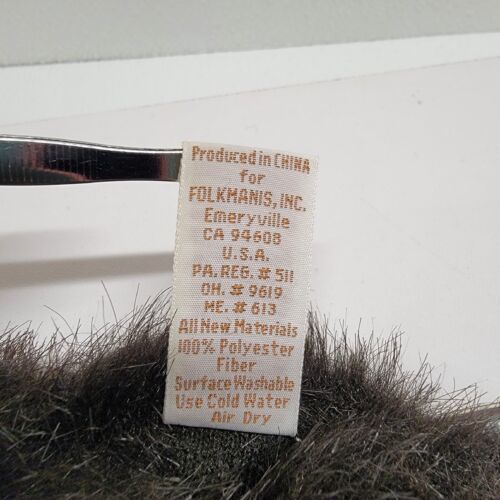 Produced in CHINA
for
FOLKMANIS, INC.
Emeryville
CA 94608
U.S.A.
PA. REG. # 511
OH. # 9619
ME. # 613
All New Materials
100% Polyester
Fiber
Surface Washable
Use Cold Water
Air Dry